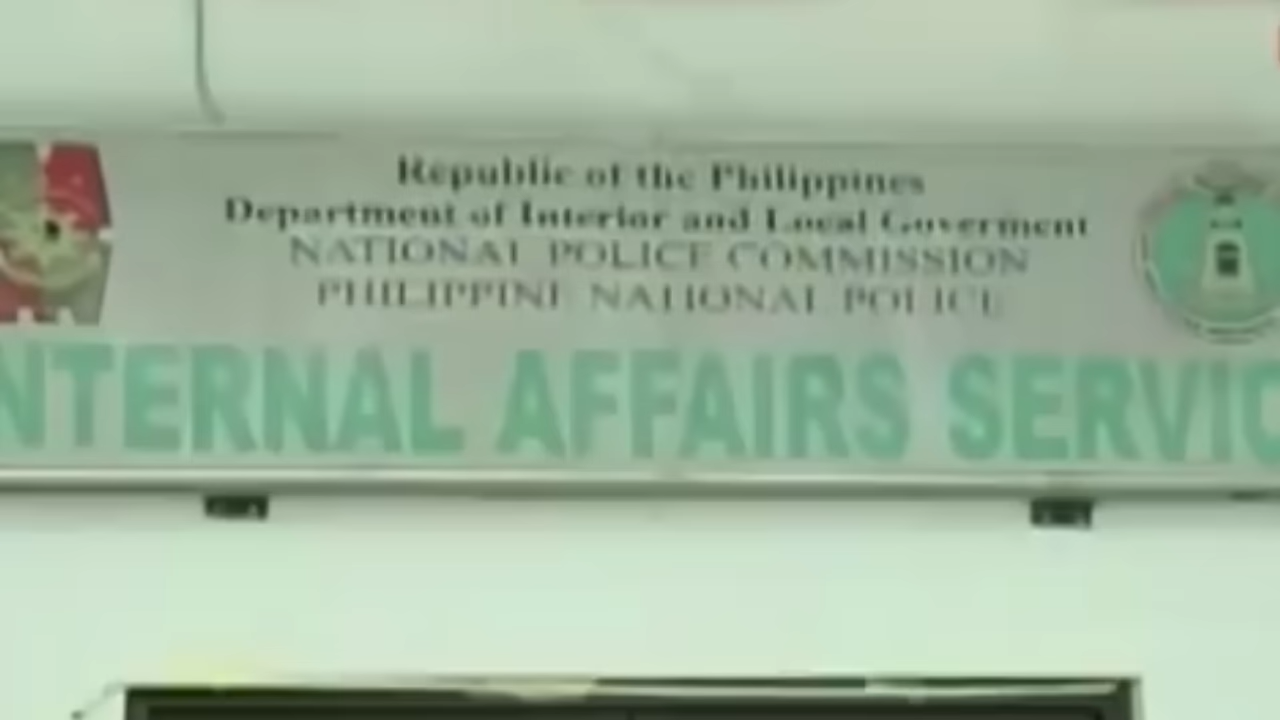 Republic of the Philippines
Department of Interior and Local Goverment
NATIONAL POLICE COMMISSION
PHILIPPINE NATIONAL POLICE
NTERNAL AFFAIRS SERVIC